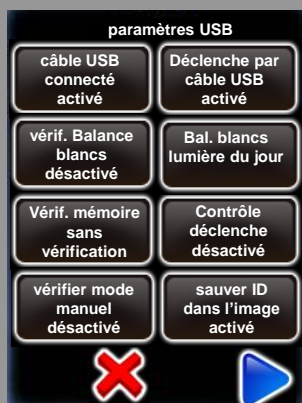 paramètres USB
câble USB
connecté
activé
Déclenche par
câble USB
activé
vérif. Balance
blancs
désactivé
Bal. blancs
lumière du jour
Vérif. mémoire
sans
vérification
Contrôle
déclenche
désactivé
vérifier mode
manuel
désactivé
sauver ID
dans l'image
activé